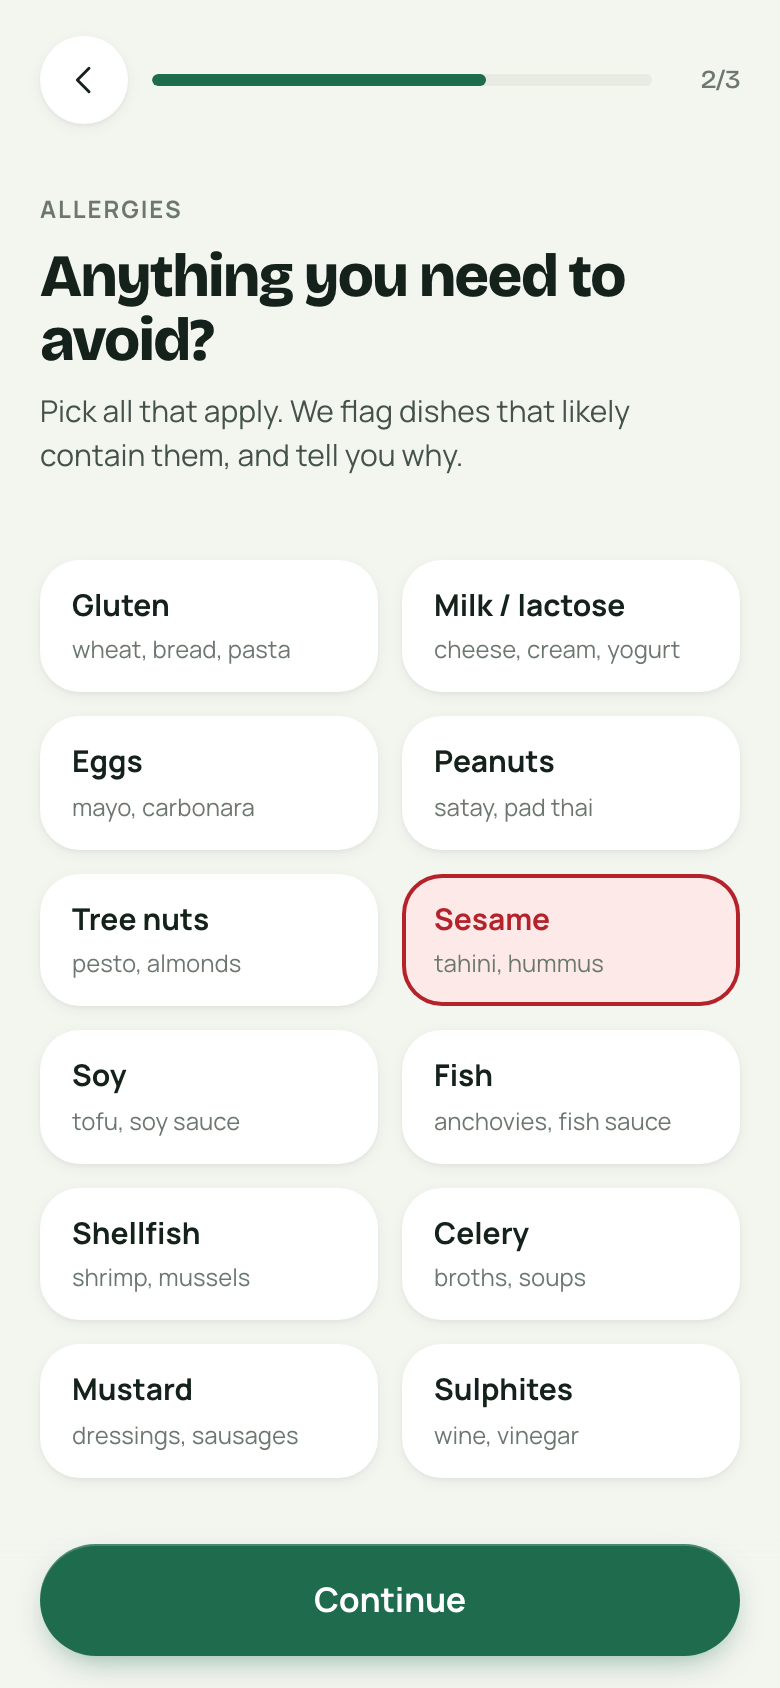 2/3
ALLERGIES
Anything you need to
avoid?
Pick all that apply. We flag dishes that likely
contain them, and tell you why.
Gluten
wheat, bread, pasta
Milk / lactose
cheese, cream, yogurt
Eggs
mayo, carbonara
Peanuts
satay, pad thai
Tree nuts
pesto, almonds
Sesame
tahini, hummus
Soy
tofu, soy sauce
Fish
anchovies, fish sauce
Shellfish
shrimp, mussels
Celery
broths, soups
Mustard
dressings, sausages
Sulphites
wine, vinegar
Continue